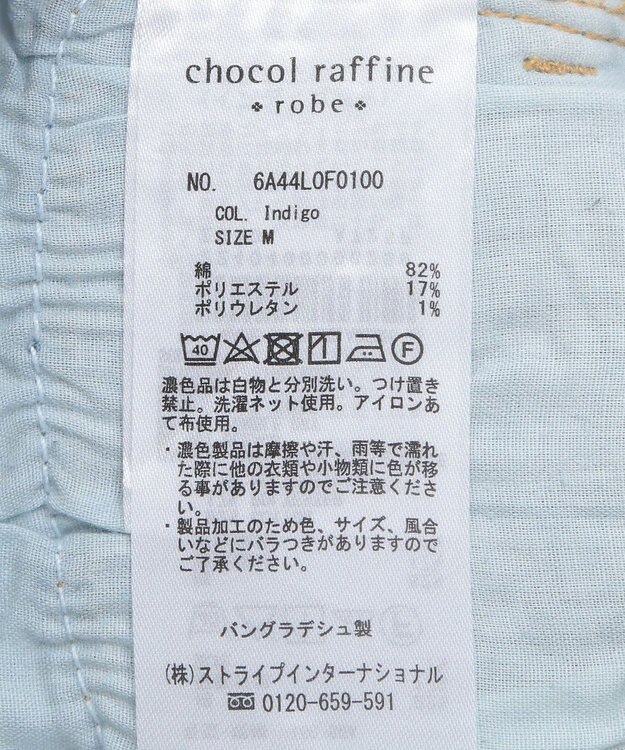 chocol raffine
robe
NO. 6A44L0F0100
COL. Indigo
SIZE M
綿 82%
ポリエステル 17%
ポリウレタン 1%
40 F
濃色品は白物と分別洗い。つけ置き
禁止。洗濯ネット使用。アイロンあ
て布使用。
・濃色製品は摩擦や汗、雨等で濡れ
た際に他の衣類や小物類に色が移
る事がありますのでご注意くださ
い。
・製品加工のため色、サイズ、風合
いなどにバラつきがありますので
ご了承ください。
バングラデシュ製
(株)ストライプインターナショナル
0120-659-591